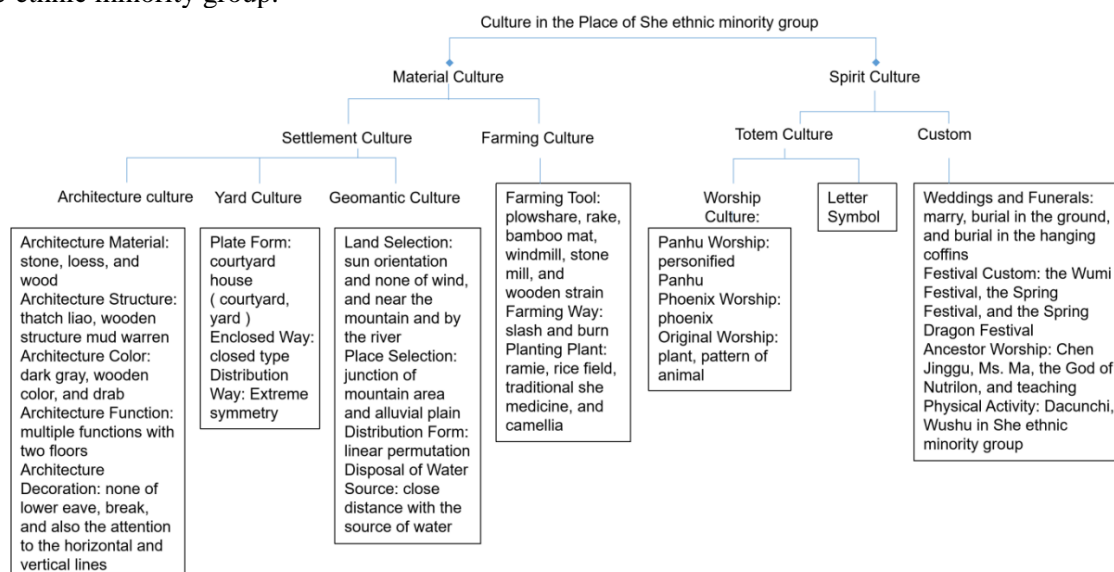 ethnic minority group.
Culture in the Place of She ethnic minority group
Material Culture
Spirit Culture
Settlement Culture
Farming Culture
Totem Culture
Custom
Architecture culture
Yard Culture
Geomantic Culture
Worship
Culture:
Letter
Symbol
Architecture Material:
stone, loess, and
wood
Architecture Structure:
thatch liao, wooden
structure mud warren
Architecture Color:
dark gray, wooden
color, and drab
Architecture Function:
multiple functions with
two floors
Architecture
Decoration: none of
lower eave, break,
and also the attention
to the horizontal and
vertical lines
Plate Form:
courtyard
house
( courtyard,
yard )
Enclosed Way:
closed type
Distribution
Way: Extreme
symmetry
Land Selection:
sun orientation
and none of wind,
and near the
mountain and by
the river
Place Selection:
junction of
mountain area
and alluvial plain
Distribution Form:
linear permutation
Disposal of Water
Source: close
distance with the
source of water
Farming Tool:
plowshare, rake,
bamboo mat,
windmill, stone
mill, and
wooden strain
Farming Way:
slash and burn
Planting Plant:
ramie, rice field,
traditional she
medicine, and
camellia
Panhu Worship:
personified
Panhu
Phoenix Worship:
phoenix
Original Worship:
plant, pattern of
animal
Weddings and Funerals:
marry, burial in the ground,
and burial in the hanging
coffins
Festival Custom: the Wumi
Festival, the Spring
Festival, and the Spring
Dragon Festival
Ancestor Worship: Chen
Jinggu, Ms. Ma, the God of
Nutrilon, and teaching
Physical Activity: Dacunchi,
Wushu in She ethnic
minority group